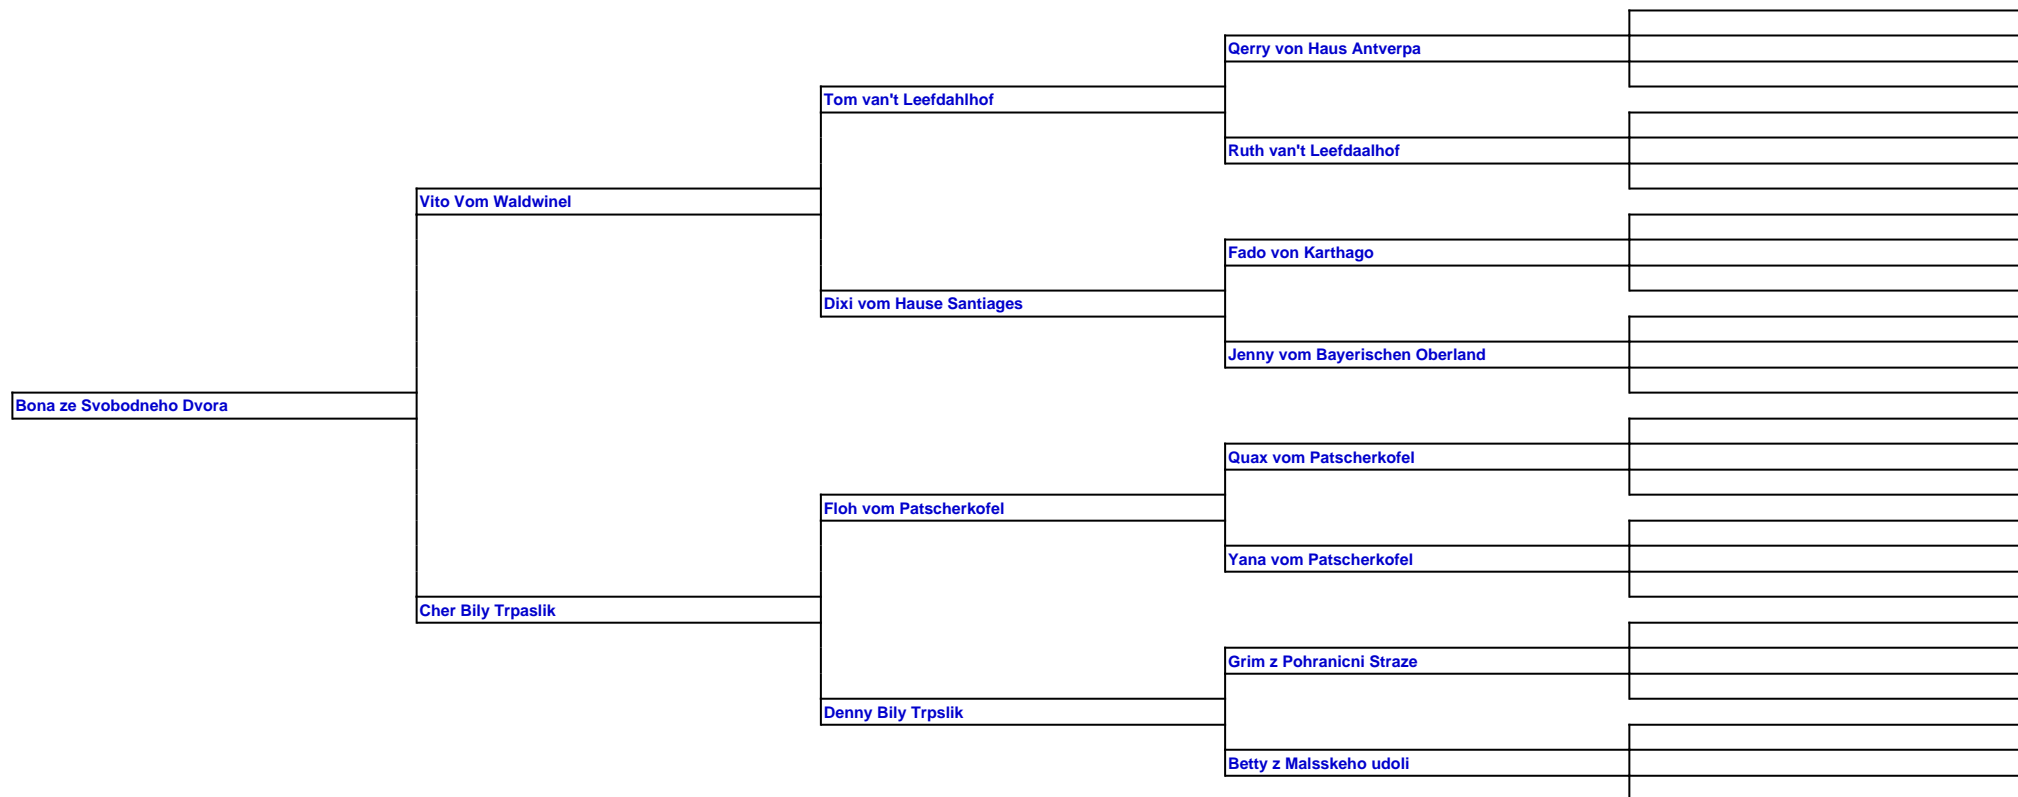 Qerry von Haus Antverpa
Tom van't Leefdahlhof
Ruth van't Leefdaalhof
Vito Vom Waldwinel
Fado von Karthago
Dixi vom Hause Santiages
Jenny vom Bayerischen Oberland
Bona ze Svobodneho Dvora
Quax vom Patscherkofel
Floh vom Patscherkofel
Yana vom Patscherkofel
Cher Bily Trpaslik
Grim z Pohranicni Straze
Denny Bily Trpslik
Betty z Malsskeho udoli